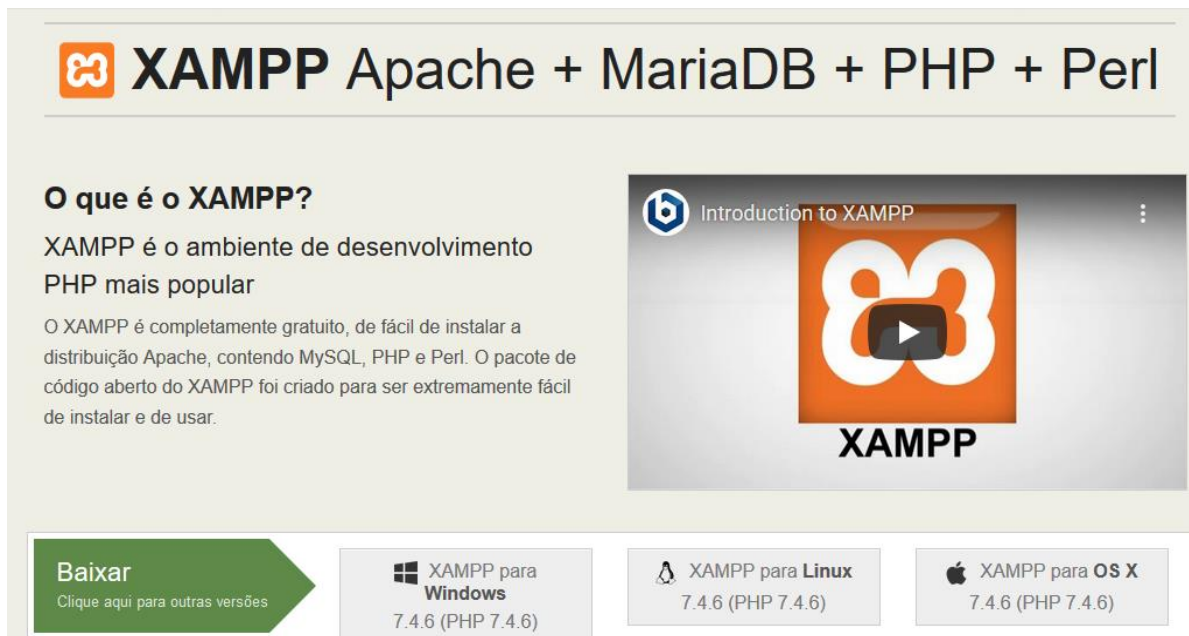 XAMPP Apache + MariaDB + PHP + Perl
O que é o XAMPP?
XAMPP é o ambiente de desenvolvimento
PHP mais popular
O XAMPP é completamente gratuito, de fácil de instalar a
distribuição Apache, contendo MySQL, PHP e Perl. O pacote de
código aberto do XAMPP foi criado para ser extremamente fácil
de instalar e de usar.
Introduction to XAMPP
XAMPP
Baixar
Clique aqui para outras versões
XAMPP para
Windows
7.4.6 (PHP 7.4.6)
XAMPP para Linux
7.4.6 (PHP 7.4.6)
XAMPP para OS X
7.4.6 (PHP 7.4.6)